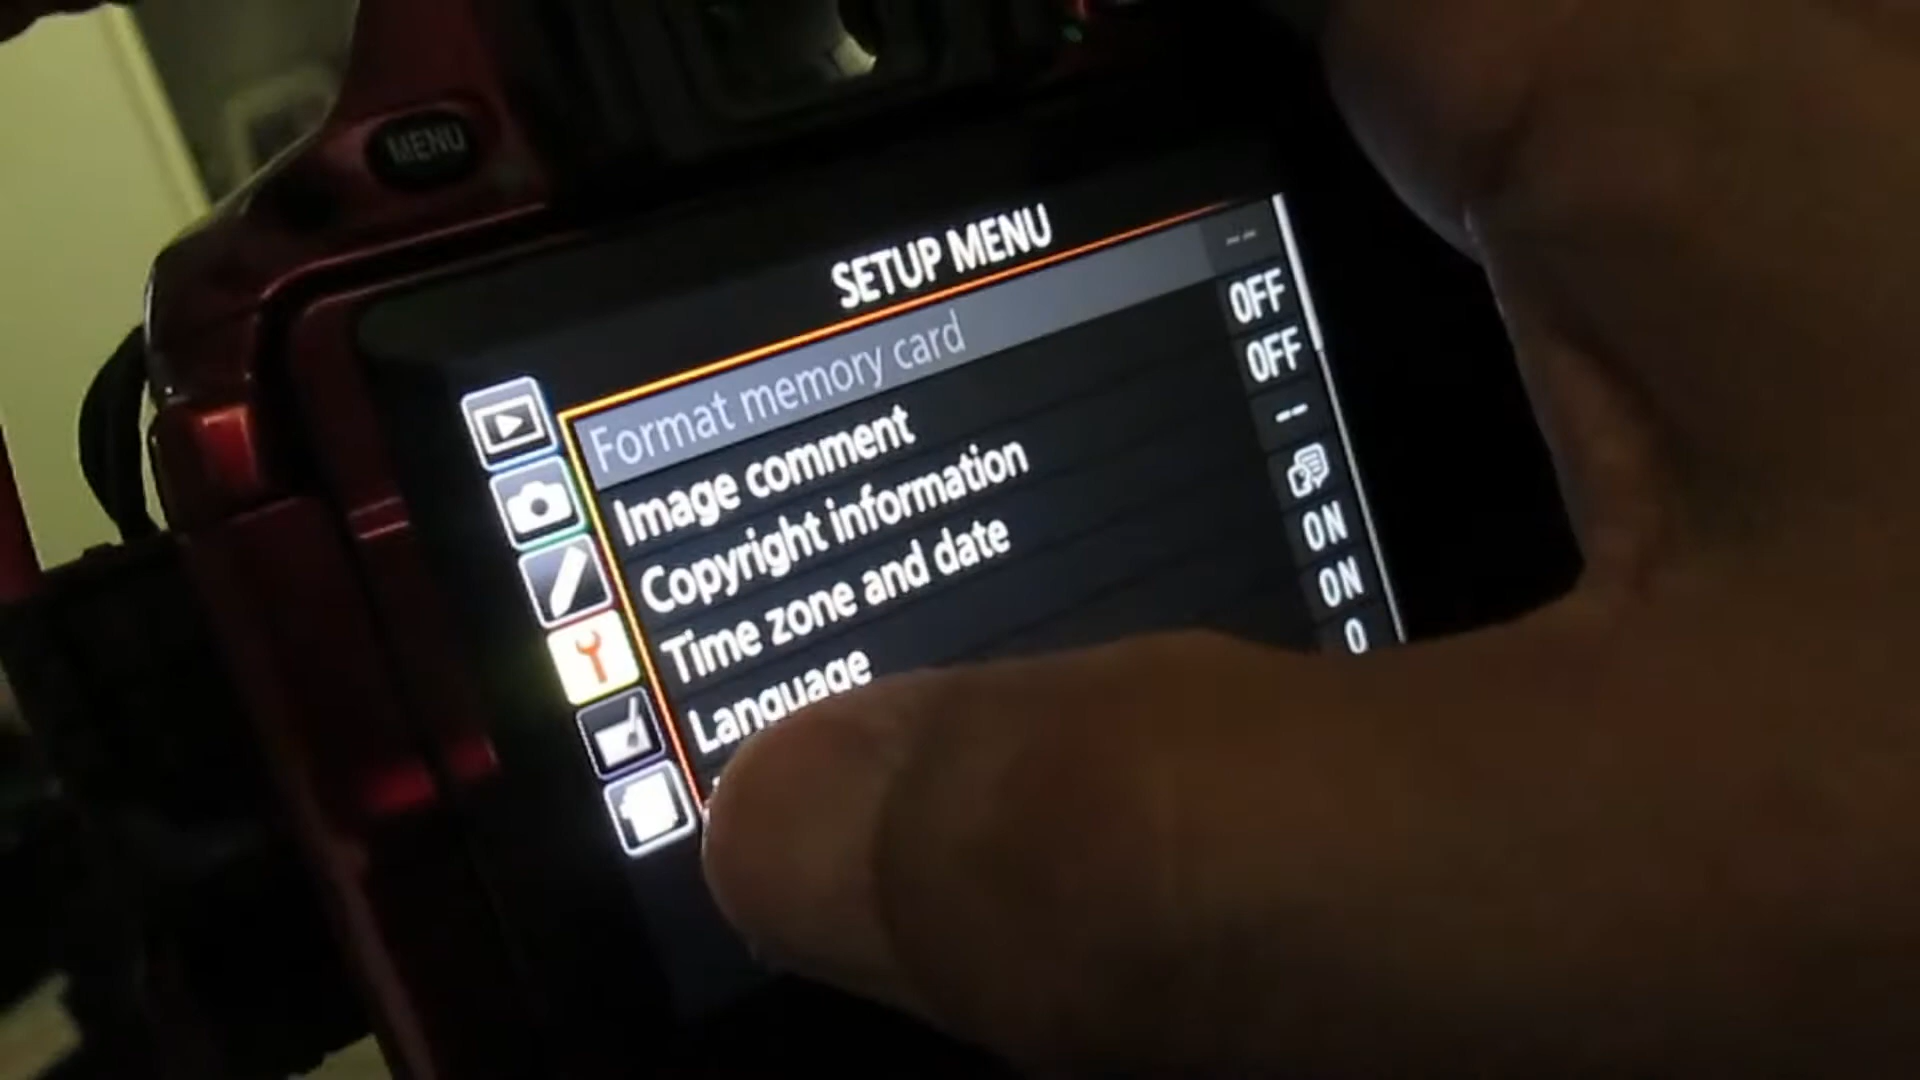 MENU
SETUP MENU
Format memory card --
Image comment OFF
Copyright information OFF
Time zone and date --
Language
ON
ON
0